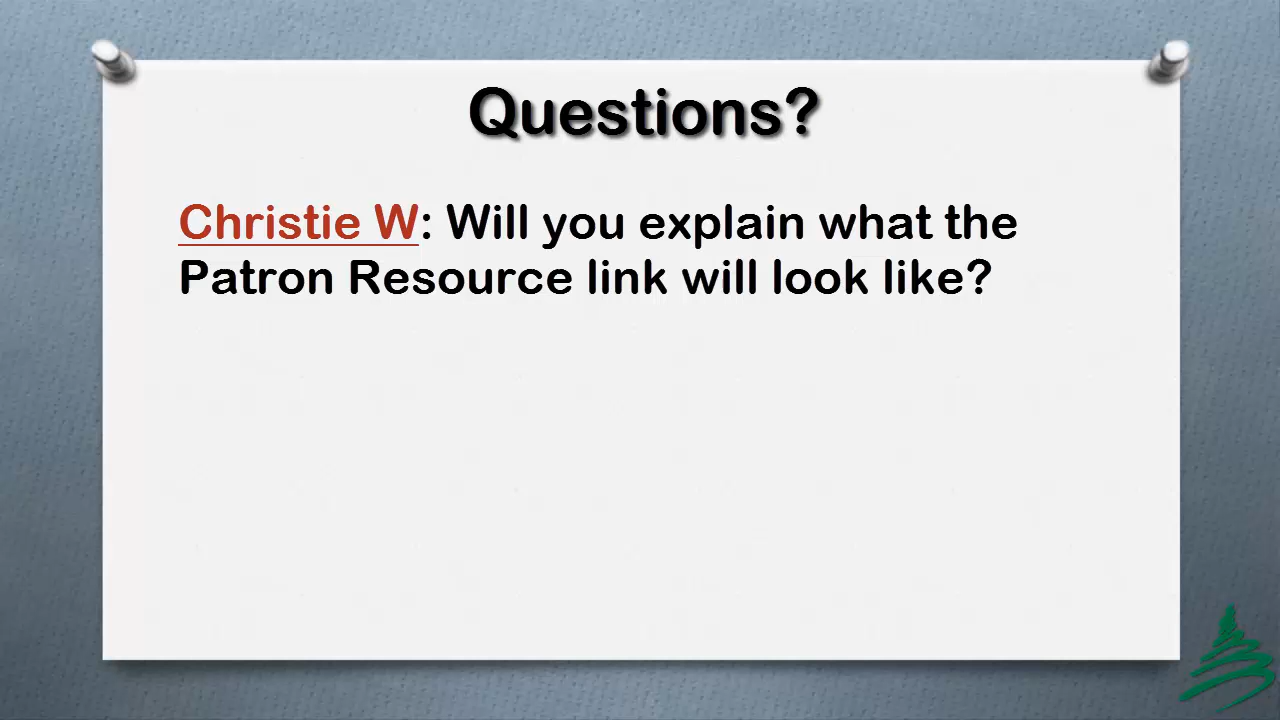 Questions?
Christie W: Will you explain what the
Patron Resource link will look like?